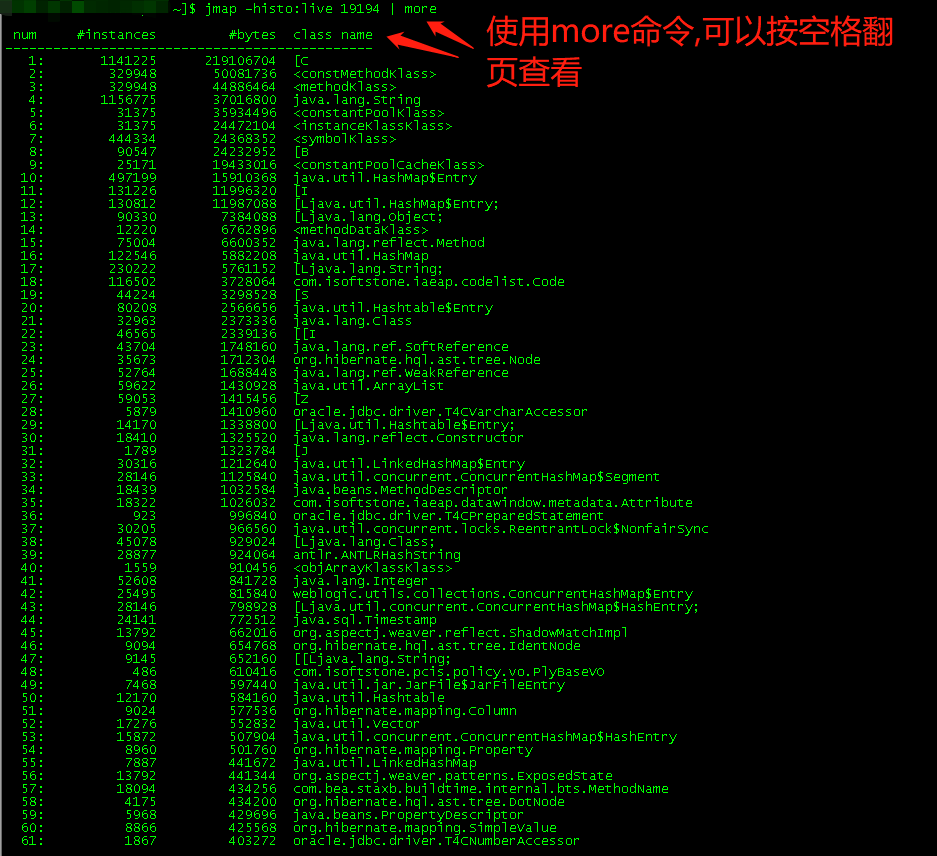 ~]$ jmap -histo:live 19194 | more
使用more命令,可以按空格翻
页查看
num #instances #bytes class name
----------------------------------------------
1: 1141225 219106704 [C
2: 329948 50081736 <constMethodKlass>
3: 329948 44886464 <methodKlass>
4: 1156775 37016800 java.lang.String
5: 31375 35934496 <constantPoolKlass>
6: 31375 24472104 <instanceKlassKlass>
7: 444334 24368352 <symbolKlass>
8: 90547 24232952 [B
9: 25171 19433016 <constantPoolCacheKlass>
10: 497199 15910368 java.util.HashMap$Entry
11: 131226 11996320 [I
12: 130812 11987088 [Ljava.util.HashMap$Entry;
13: 90330 7384088 [Ljava.lang.Object;
14: 12220 6762896 <methodDataKlass>
15: 75004 6600352 java.lang.reflect.Method
16: 122546 5882208 java.util.HashMap
17: 230222 5761152 [Ljava.lang.String;
18: 116502 3728064 com.isoftstone.iaeap.codelist.Code
19: 44224 3298528 [S
20: 80208 2566656 java.util.Hashtable$Entry
21: 32963 2373336 java.lang.Class
22: 46565 2339136 [[I
23: 43704 1748160 java.lang.ref.SoftReference
24: 35673 1712304 org.hibernate.hql.ast.tree.Node
25: 52764 1688448 java.lang.ref.WeakReference
26: 59622 1430928 java.util.ArrayList
27: 59053 1415456 [Z
28: 5879 1410960 oracle.jdbc.driver.T4CVarcharAccessor
29: 14170 1338800 [Ljava.util.Hashtable$Entry;
30: 18410 1325520 java.lang.reflect.Constructor
31: 1789 1323784 [J
32: 30316 1212640 java.util.LinkedHashMap$Entry
33: 28146 1125840 java.util.concurrent.ConcurrentHashMap$Segment
34: 18439 1032584 java.beans.MethodDescriptor
35: 18322 1026032 com.isoftstone.iaeap.datawindow.metadata.Attribute
36: 923 996840 oracle.jdbc.driver.T4CPreparedStatement
37: 30205 966560 java.util.concurrent.locks.ReentrantLock$NonfairSync
38: 45078 929024 [Ljava.lang.Class;
39: 28877 924064 antlr.ANTLRHashString
40: 1559 910456 <objArrayKlassKlass>
41: 52608 841728 java.lang.Integer
42: 25495 815840 weblogic.utils.collections.ConcurrentHashMap$Entry
43: 28146 798928 [Ljava.util.concurrent.ConcurrentHashMap$HashEntry;
44: 24141 772512 java.sql.Timestamp
45: 13792 662016 org.aspectj.weaver.reflect.ShadowMatchImpl
46: 9094 654768 org.hibernate.hql.ast.tree.IdentNode
47: 9145 652160 [[Ljava.lang.String;
48: 486 610416 com.isoftstone.pcis.policy.vo.PlyBaseVO
49: 7468 597440 java.util.jar.JarFile$JarFileEntry
50: 12170 584160 java.util.Hashtable
51: 9024 577536 org.hibernate.mapping.Column
52: 17276 552832 java.util.Vector
53: 15872 507904 java.util.concurrent.ConcurrentHashMap$HashEntry
54: 8960 501760 org.hibernate.mapping.Property
55: 7887 441672 java.util.LinkedHashMap
56: 13792 441344 org.aspectj.weaver.patterns.ExposedState
57: 18094 434256 com.bea.staxb.buildtime.internal.bts.MethodName
58: 4175 434200 org.hibernate.hql.ast.tree.DotNode
59: 5968 429696 java.beans.PropertyDescriptor
60: 8866 425568 org.hibernate.mapping.SimpleValue
61: 1867 403272 oracle.jdbc.driver.T4CNumberAccessor